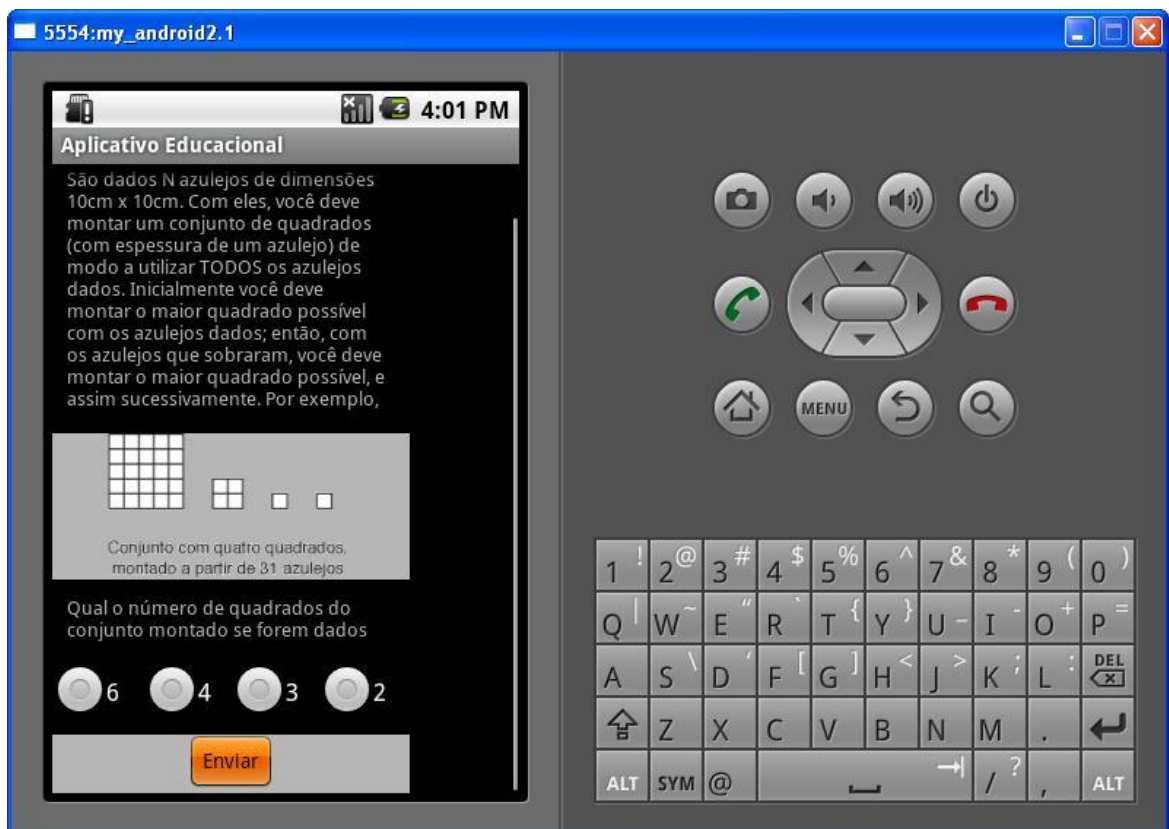 5554:my_android2.1
4:01 PM
Aplicativo Educacional
São dados N azulejos de dimensões
10cm x 10cm. Com eles, você deve
montar um conjunto de quadrados
(com espessura de um azulejo) de
modo a utilizar TODOS os azulejos
dados. Inicialmente você deve
montar o maior quadrado possível
com os azulejos dados; então, com
os azulejos que sobraram, você deve
montar o maior quadrado possível, e
assim sucessivamente. Por exemplo,
Conjunto com quatro quadrados,
montado a partir de 31 azulejos
Qual o número de quadrados do
conjunto montado se forem dados
6 4 3 2
Enviar
MENU
1 ! 2 @ 3 # 4 $ 5 % 6 ^ 7 & 8 * 9 ( 0 )
Q | W ~ E " R ` T { Y } U _ I - O + P =
A S \ D ' F [ G ] H < J > K ; L : DEL
Z X C V B N M .
ALT SYM @ / ? , ALT